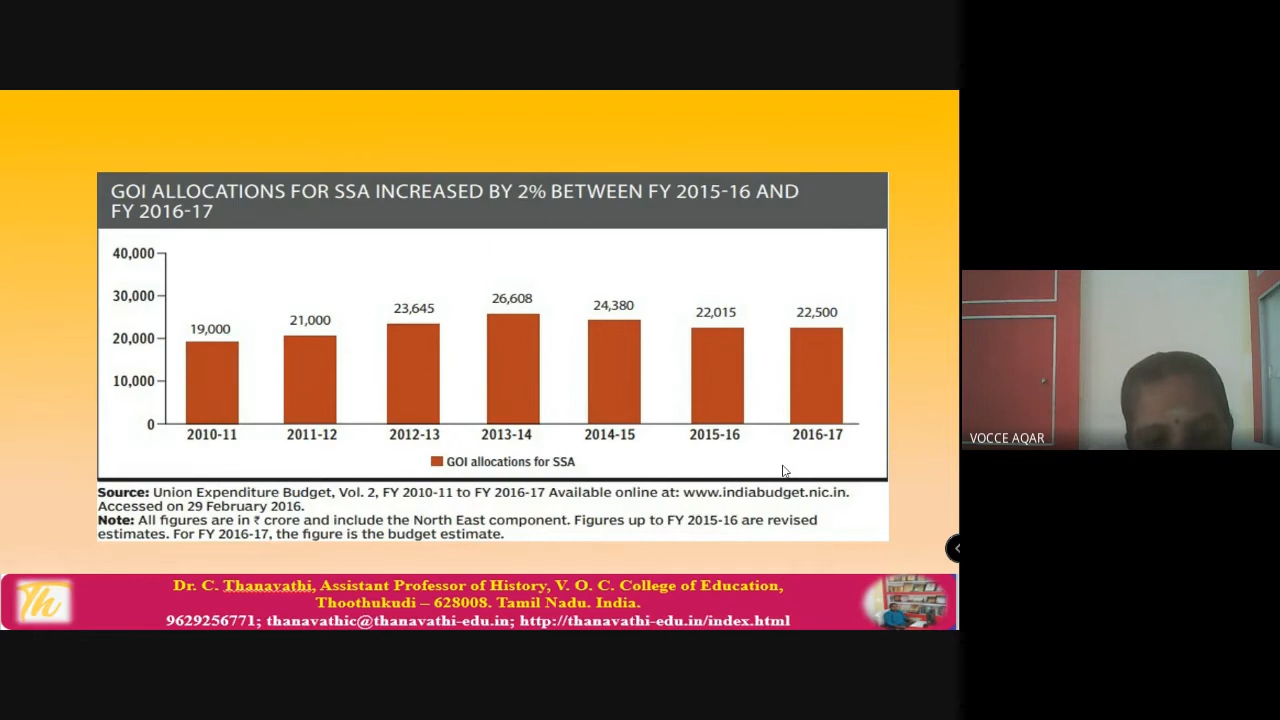 GOI ALLOCATIONS FOR SSA INCREASED BY 2% BETWEEN FY 2015-16 AND
FY 2016-17
40,000
30,000
20,000
10,000
0
19,000
21,000
23,645
26,608
24,380
22,015
22,500
2010-11
2011-12
2012-13
2013-14
2014-15
2015-16
2016-17
GOI allocations for SSA
Source: Union Expenditure Budget, Vol. 2, FY 2010-11 to FY 2016-17 Available online at: www.indiabudget.nic.in.
Accessed on 29 February 2016.
Note: All figures are in ₹ crore and include the North East component. Figures up to FY 2015-16 are revised
estimates. For FY 2016-17, the figure is the budget estimate.
Th
Dr. C. Thanavathi, Assistant Professor of History, V. O. C. College of Education,
Thoothukudi – 628008. Tamil Nadu. India.
9629256771; thanavathic@thanavathi-edu.in; http://thanavathi-edu.in/index.html
VOCCE AQAR